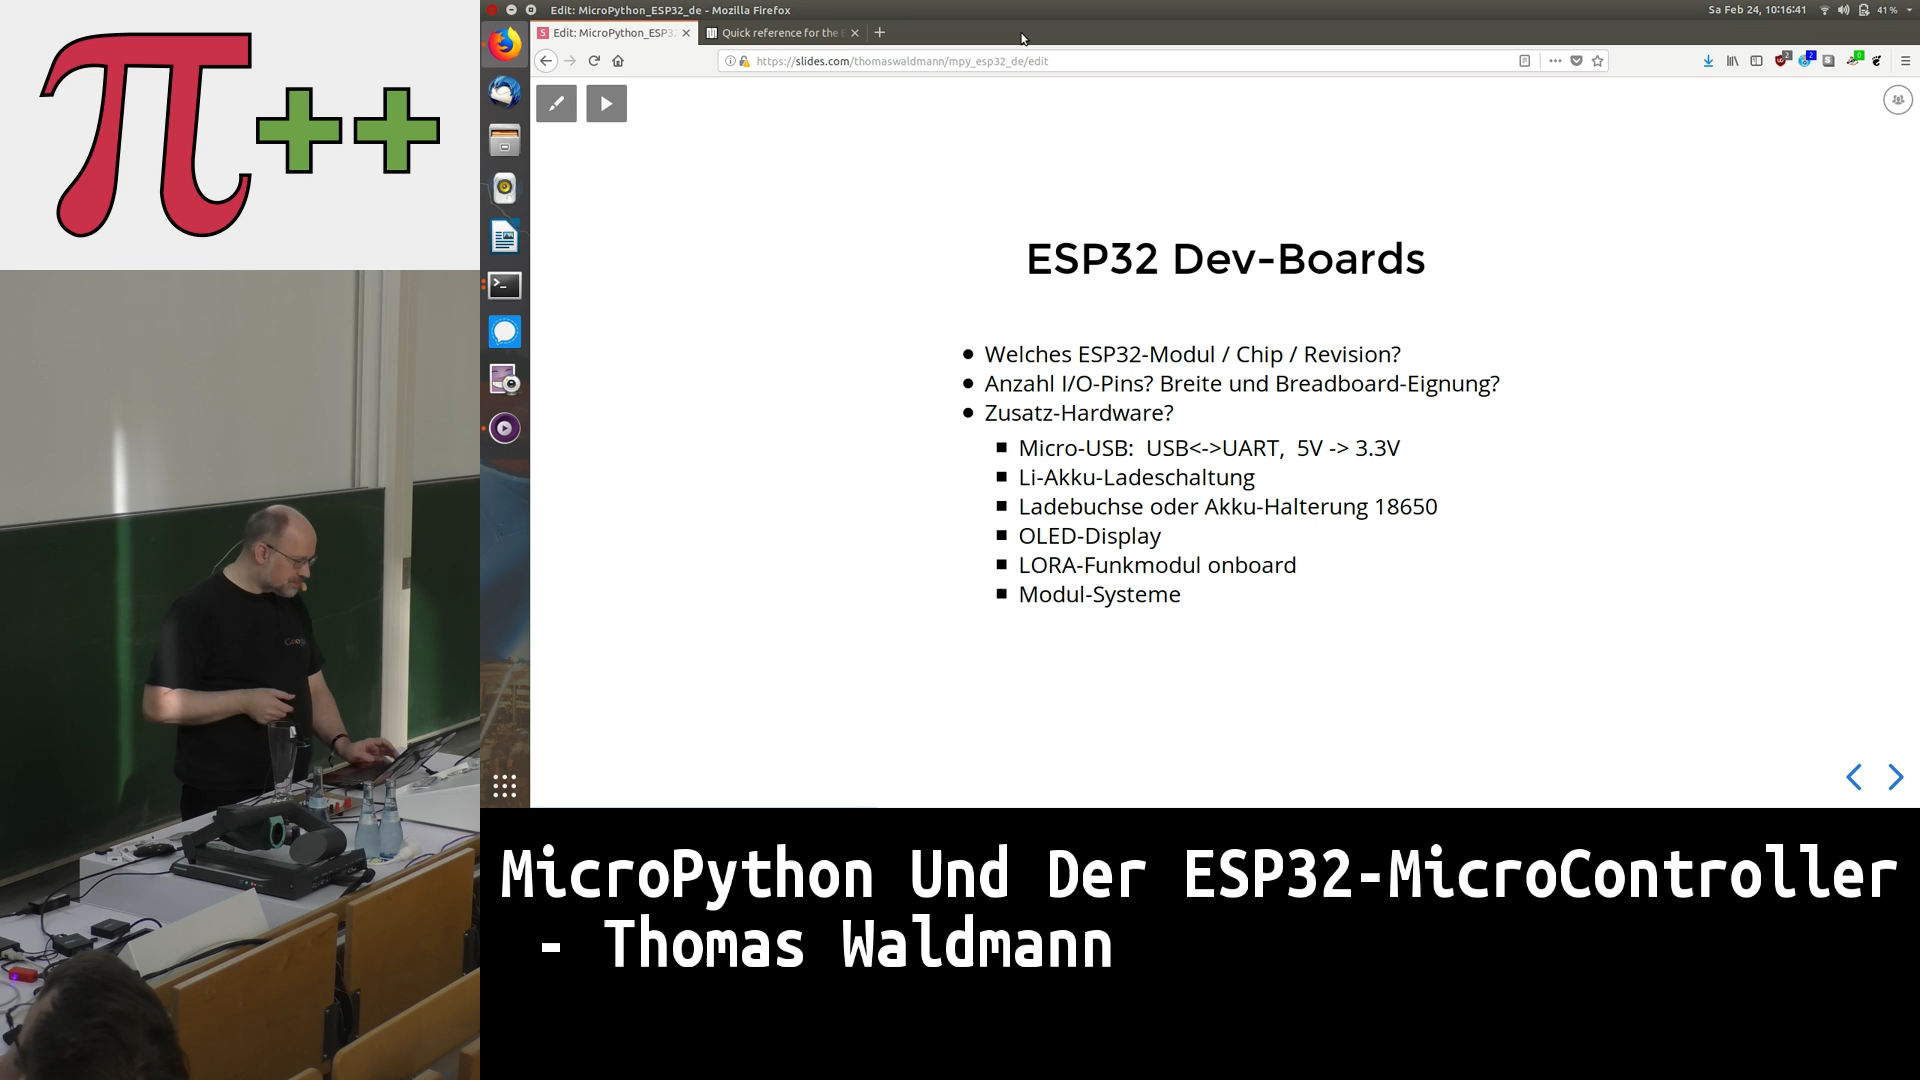 π++
Edit: MicroPython_ESP32_de - Mozilla Firefox
Sa Feb 24, 10:16:41
41%
Edit: MicroPython_ESP32
Quick reference for the
https://slides.com/thomaswaldmann/mpy_esp32_de/edit
ESP32 Dev-Boards
Welches ESP32-Modul / Chip / Revision?
Anzahl I/O-Pins? Breite und Breadboard-Eignung?
Zusatz-Hardware?
Micro-USB: USB<->UART, 5V -> 3.3V
Li-Akku-Ladeschaltung
Ladebuchse oder Akku-Halterung 18650
OLED-Display
LORA-Funkmodul onboard
Modul-Systeme
Google
MicroPython Und Der ESP32-MicroController
- Thomas Waldmann